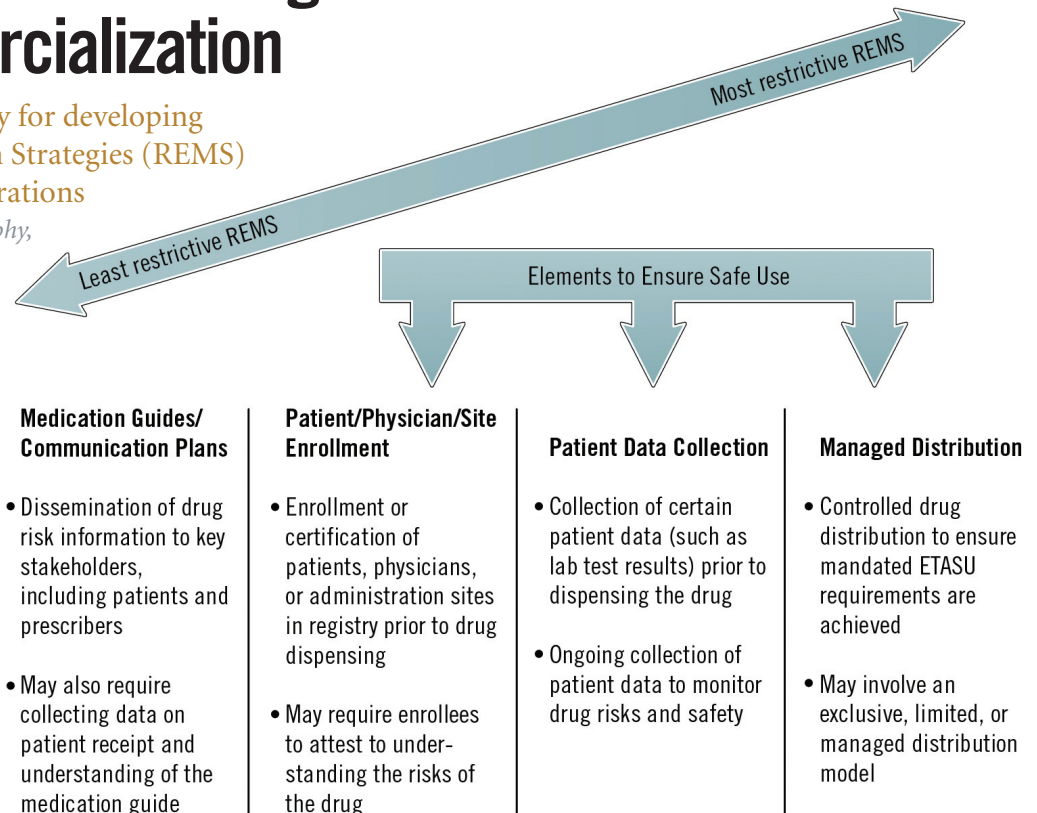 rcialization
y for developing
Strategies (REMS)
rations
phy,
Most restrictive REMS
Least restrictive REMS
Elements to Ensure Safe Use
Medication Guides/
Communication Plans
• Dissemination of drug
risk information to key
stakeholders,
including patients and
prescribers
• May also require
collecting data on
patient receipt and
understanding of the
medication guide
Patient/Physician/Site
Enrollment
• Enrollment or
certification of
patients, physicians,
or administration sites
in registry prior to drug
dispensing
• May require enrollees
to attest to under-
standing the risks of
the drug
Patient Data Collection
• Collection of certain
patient data (such as
lab test results) prior to
dispensing the drug
• Ongoing collection of
patient data to monitor
drug risks and safety
Managed Distribution
• Controlled drug
distribution to ensure
mandated ETASU
requirements are
achieved
• May involve an
exclusive, limited, or
managed distribution
model